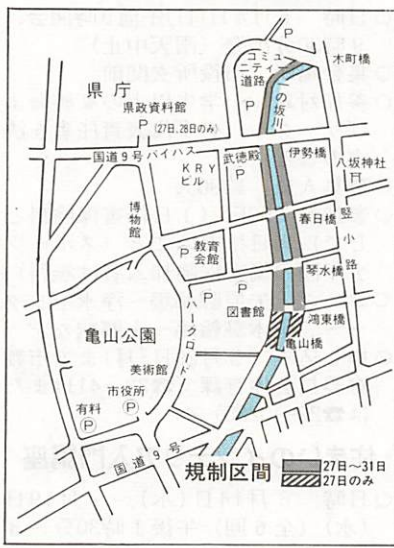 県庁
県政資料館
P
(27日、28日のみ)
国道9号バイパス
P
コミュニティー道路
木町橋
一の坂川
P
武徳殿
P
伊勢橋
八坂神社
KRYビル
博物館
P
春日橋
竪小路
教育会館
P
P
P
琴水橋
パークロード
図書館
鴻東橋
亀山公園
亀山橋
美術館
市役所
P
有料
P
国道9号
規制区間
27日~31日
27日のみ